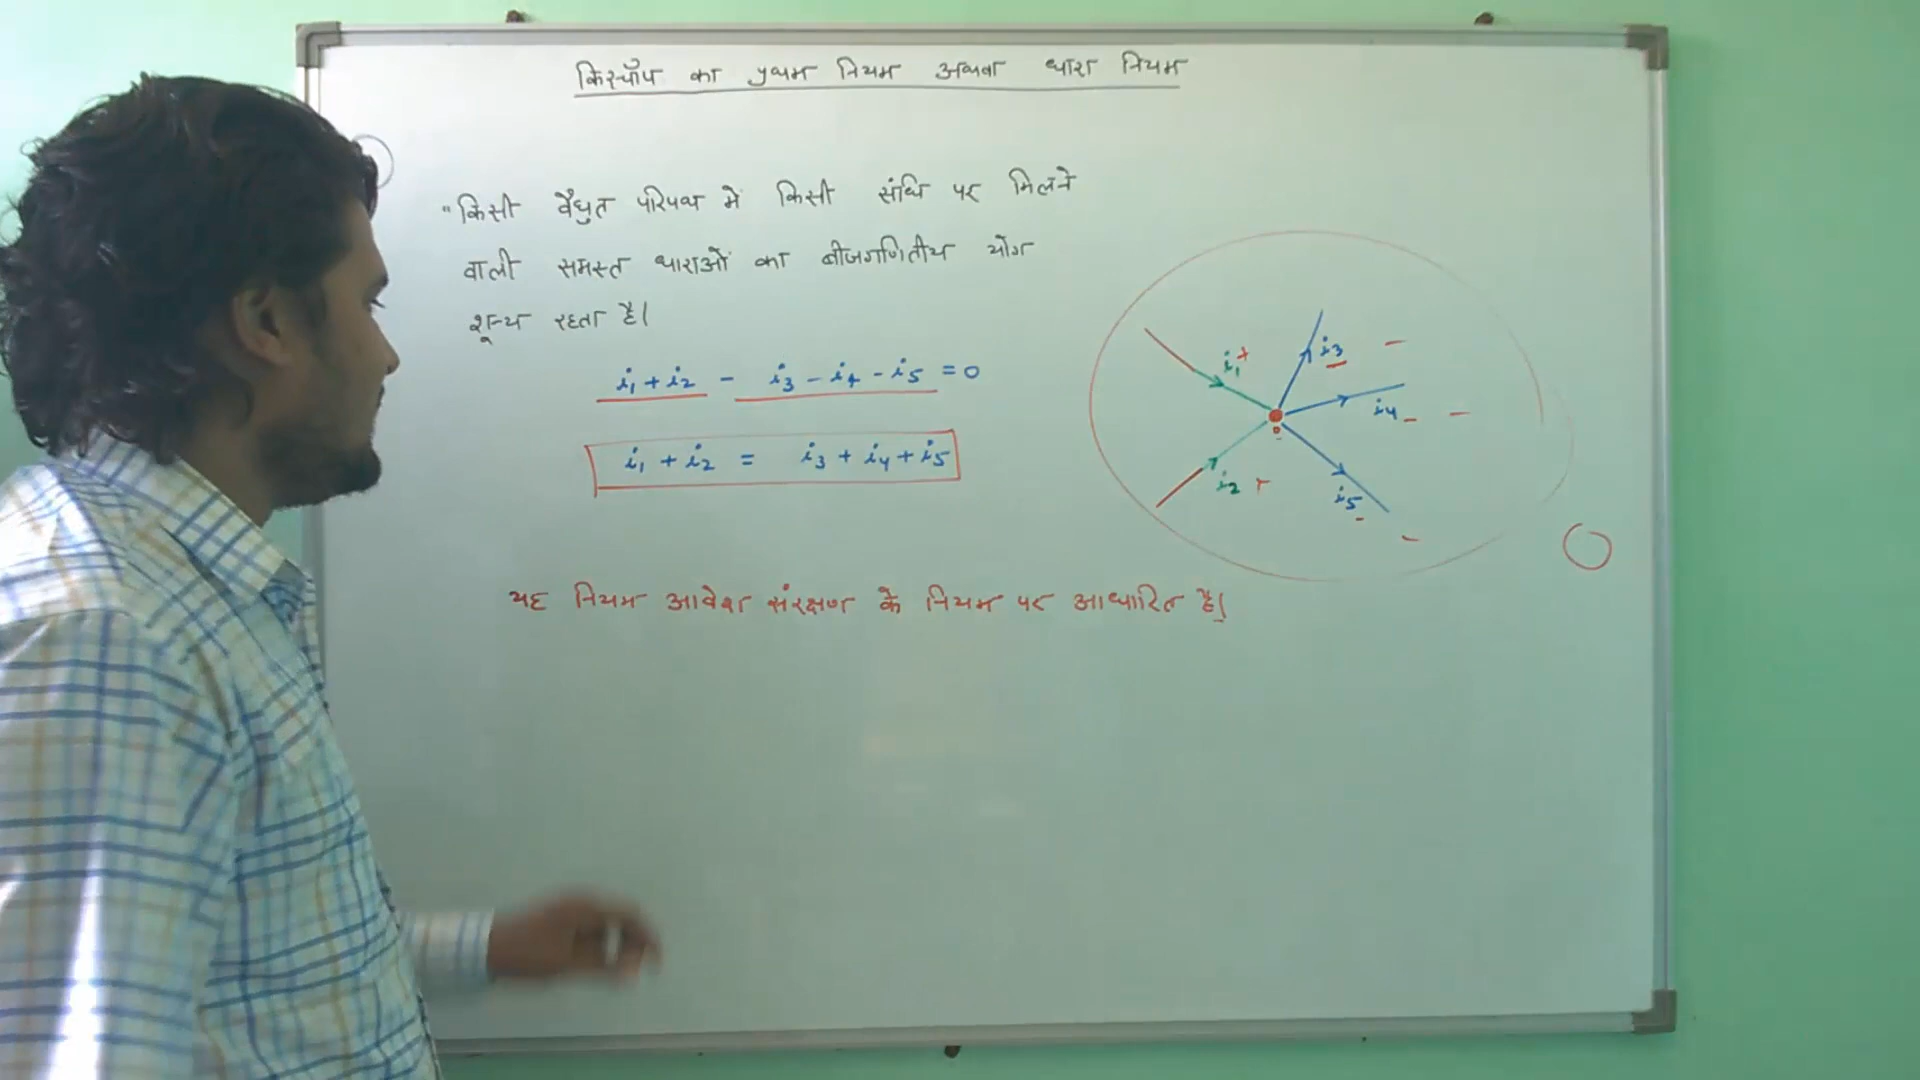 किरचॉप का प्रथम नियम अथवा धारा नियम
"किसी वैधुत परिपथ में किसी संधि पर मिलने
वाली समस्त धाराओं का बीजगणितीय योग
शून्य रहता है।
i₁ + i₂ - i₃ - i₄ - i₅ = 0
i₁ + i₂ = i₃ + i₄ + i₅
i₁ +
i₃ -
i₄ -
i₂ +
i₅ -
यह नियम आवेश संरक्षण के नियम पर आधारित है।